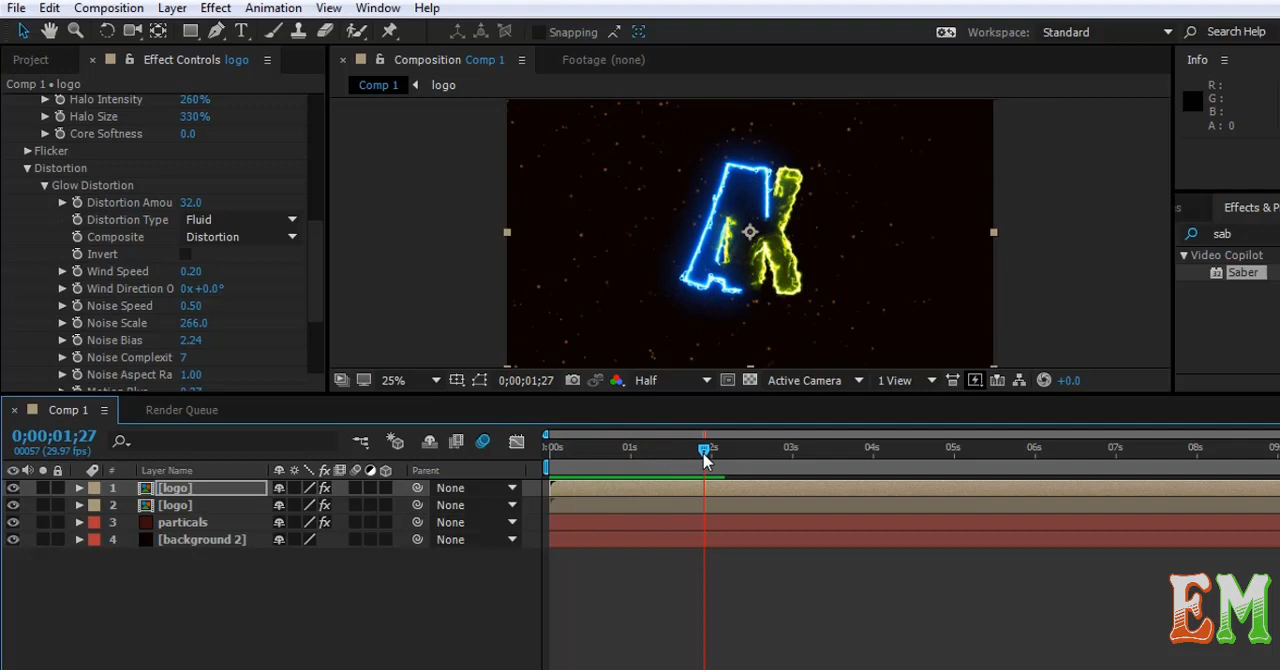 File Edit Composition Layer Effect Animation View Window Help
Snapping
Workspace: Standard
Search Help
Project
Effect Controls logo
Composition Comp 1
Footage (none)
Info
Comp 1 • logo
Comp 1
logo
Halo Intensity 260%
Halo Size 330%
Core Softness 0.0
Flicker
Distortion
Glow Distortion
Distortion Amou 32.0
Distortion Type Fluid
Composite Distortion
Invert
Wind Speed 0.20
Wind Direction O 0x+0.0°
Noise Speed 0.50
Noise Scale 266.0
Noise Bias 2.24
Noise Complexit 7
Noise Aspect Ra 1.00
AK
R :
G :
B :
A : 0
Effects & P
sab
Video Copilot
Saber
25%
0;00;01;27
Half
Active Camera
1 View
+0.0
Comp 1
Render Queue
0;00;01;27
00057 (29.97 fps)
:00s 01s 2s 03s 04s 05s 06s 07s 08s 09
# Layer Name
Parent
1 [logo] None
2 [logo] None
3 particals None
4 [background 2] None
EM